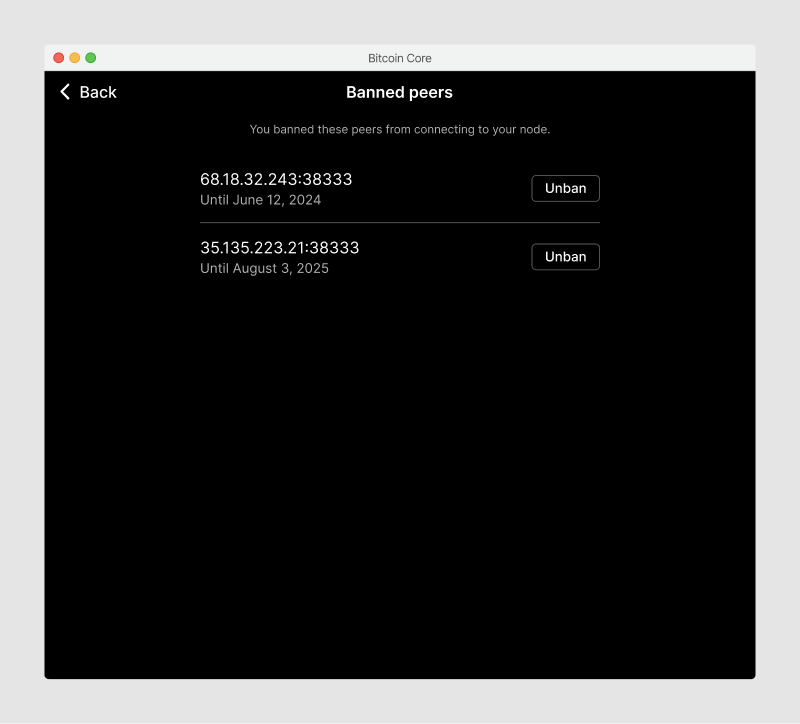 Bitcoin Core
Back
Banned peers
You banned these peers from connecting to your node.
68.18.32.243:38333
Until June 12, 2024
Unban
35.135.223.21:38333
Until August 3, 2025
Unban